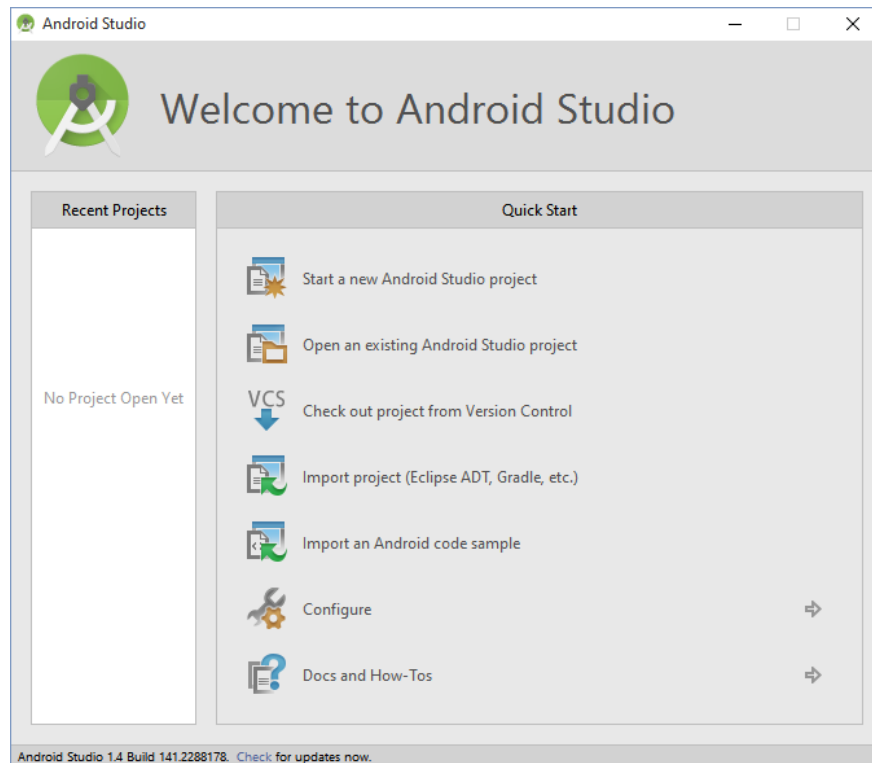 Android Studio
Welcome to Android Studio
Recent Projects
No Project Open Yet
Quick Start
Start a new Android Studio project
Open an existing Android Studio project
VCS
Check out project from Version Control
Import project (Eclipse ADT, Gradle, etc.)
Import an Android code sample
Configure
Docs and How-Tos
Android Studio 1.4 Build 141.2288178. Check for updates now.